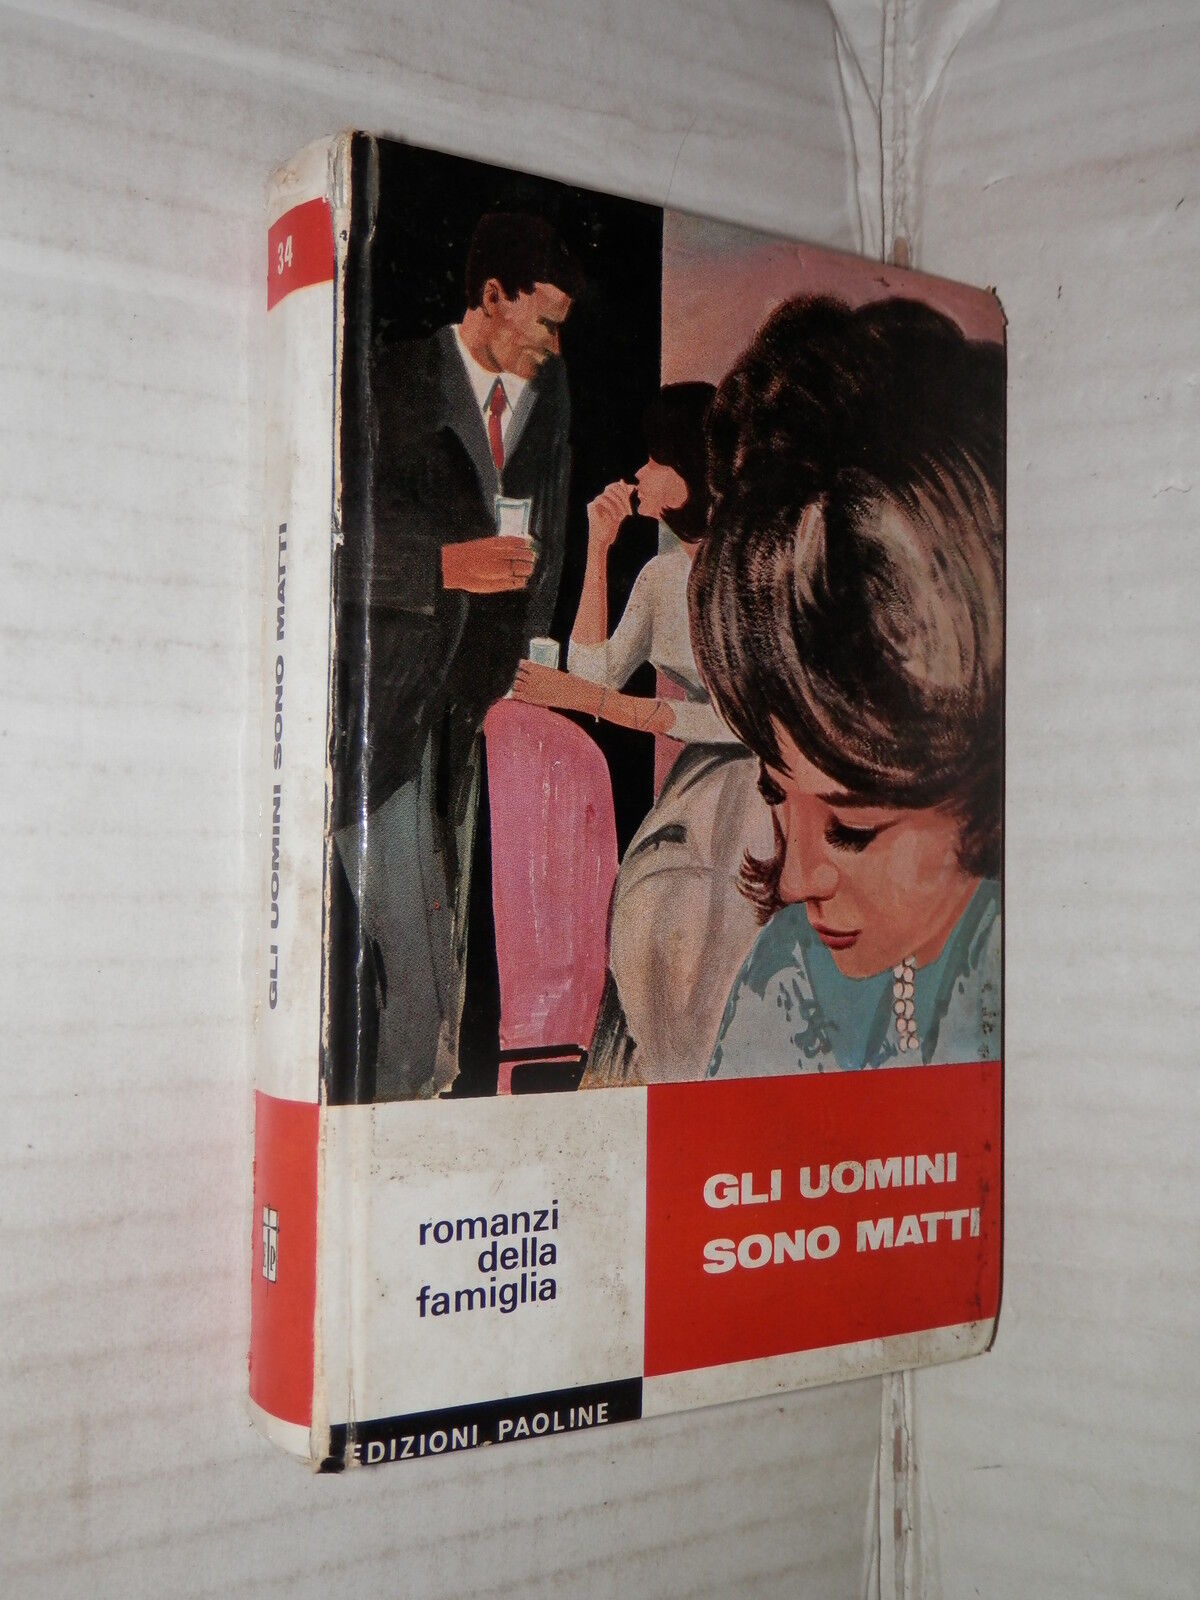 34
GLI UOMINI SONO MATTI
romanzi
della
famiglia
GLI UOMINI
SONO MATTI
EDIZIONI PAOLINE